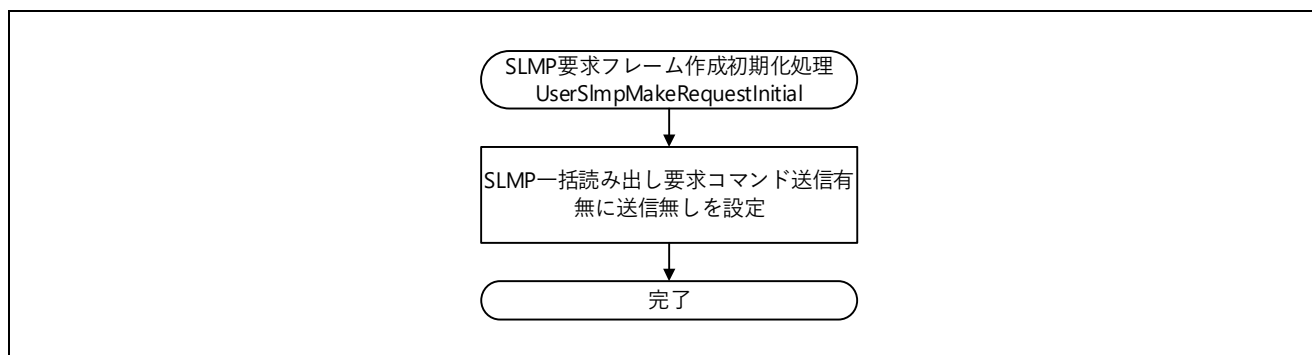 SLMP要求フレーム作成初期化処理
UserSlmpMakeRequestInitial
SLMP一括読み出し要求コマンド送信有
無に送信無しを設定
完了